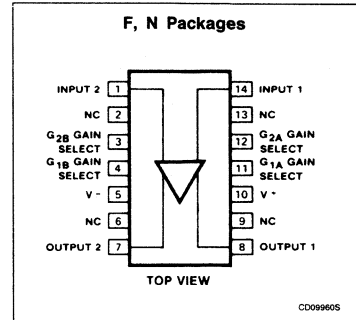 F, N Packages
INPUT 2 1 14 INPUT 1
NC 2 13 NC
G2B GAIN SELECT 3 12 G2A GAIN SELECT
G1B GAIN SELECT 4 11 G1A GAIN SELECT
V - 5 10 V +
NC 6 9 NC
OUTPUT 2 7 8 OUTPUT 1
TOP VIEW
CD09960S